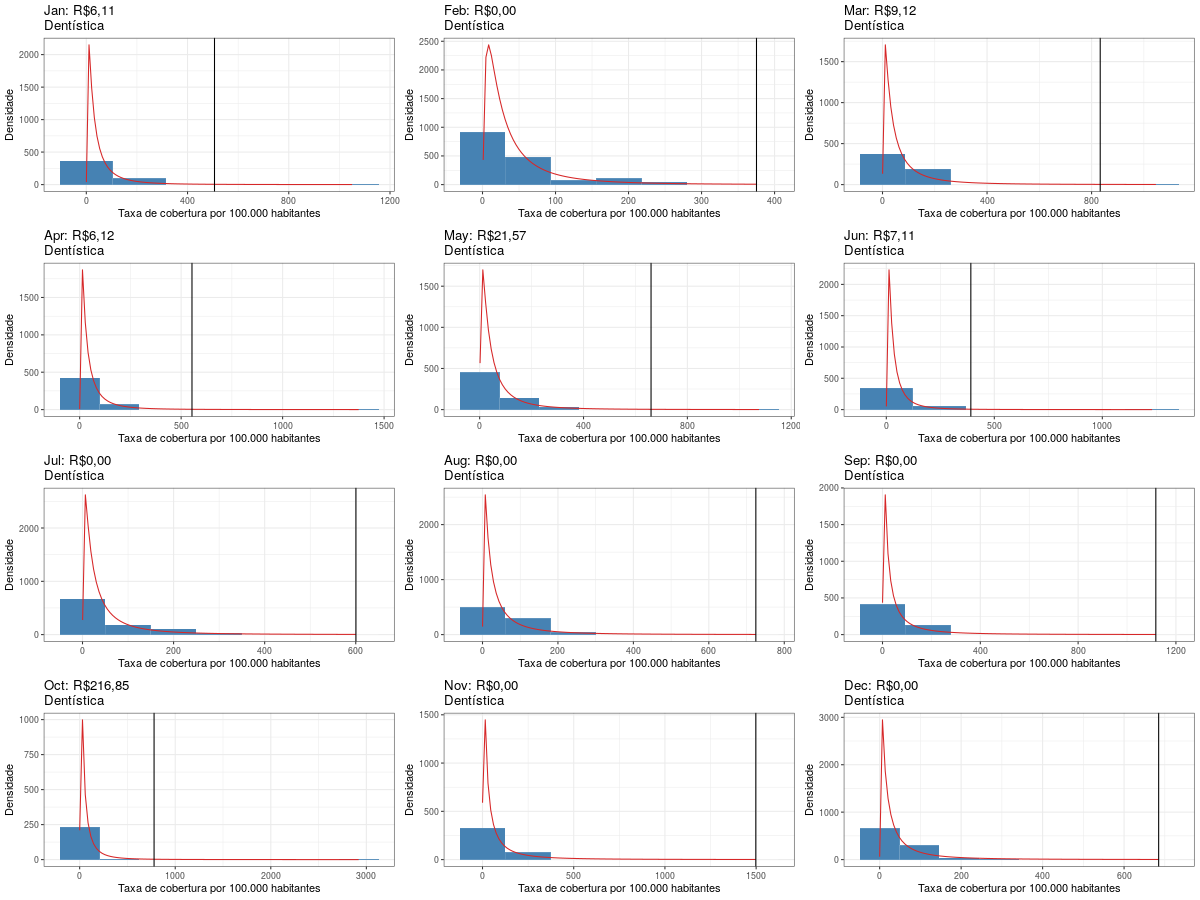 Jan: R$6,11
Dentística
Densidade
2000
1500
1000
500
0
0
400
800
1200
Taxa de cobertura por 100.000 habitantes
Feb: R$0,00
Dentística
Densidade
2500
2000
1500
1000
500
0
0
100
200
300
400
Taxa de cobertura por 100.000 habitantes
Mar: R$9,12
Dentística
Densidade
1500
1000
500
0
0
400
800
Taxa de cobertura por 100.000 habitantes
Apr: R$6,12
Dentística
Densidade
1500
1000
500
0
0
500
1000
1500
Taxa de cobertura por 100.000 habitantes
May: R$21,57
Dentística
Densidade
1500
1000
500
0
0
400
800
1200
Taxa de cobertura por 100.000 habitantes
Jun: R$7,11
Dentística
Densidade
2000
1500
1000
500
0
0
500
1000
Taxa de cobertura por 100.000 habitantes
Jul: R$0,00
Dentística
Densidade
2000
1000
0
0
200
400
600
Taxa de cobertura por 100.000 habitantes
Aug: R$0,00
Dentística
Densidade
2000
1000
0
0
200
400
600
800
Taxa de cobertura por 100.000 habitantes
Sep: R$0,00
Dentística
Densidade
2000
1500
1000
500
0
0
400
800
1200
Taxa de cobertura por 100.000 habitantes
Oct: R$216,85
Dentística
Densidade
1000
750
500
250
0
0
1000
2000
3000
Taxa de cobertura por 100.000 habitantes
Nov: R$0,00
Dentística
Densidade
1500
1000
500
0
0
500
1000
1500
Taxa de cobertura por 100.000 habitantes
Dec: R$0,00
Dentística
Densidade
3000
2000
1000
0
0
200
400
600
Taxa de cobertura por 100.000 habitantes